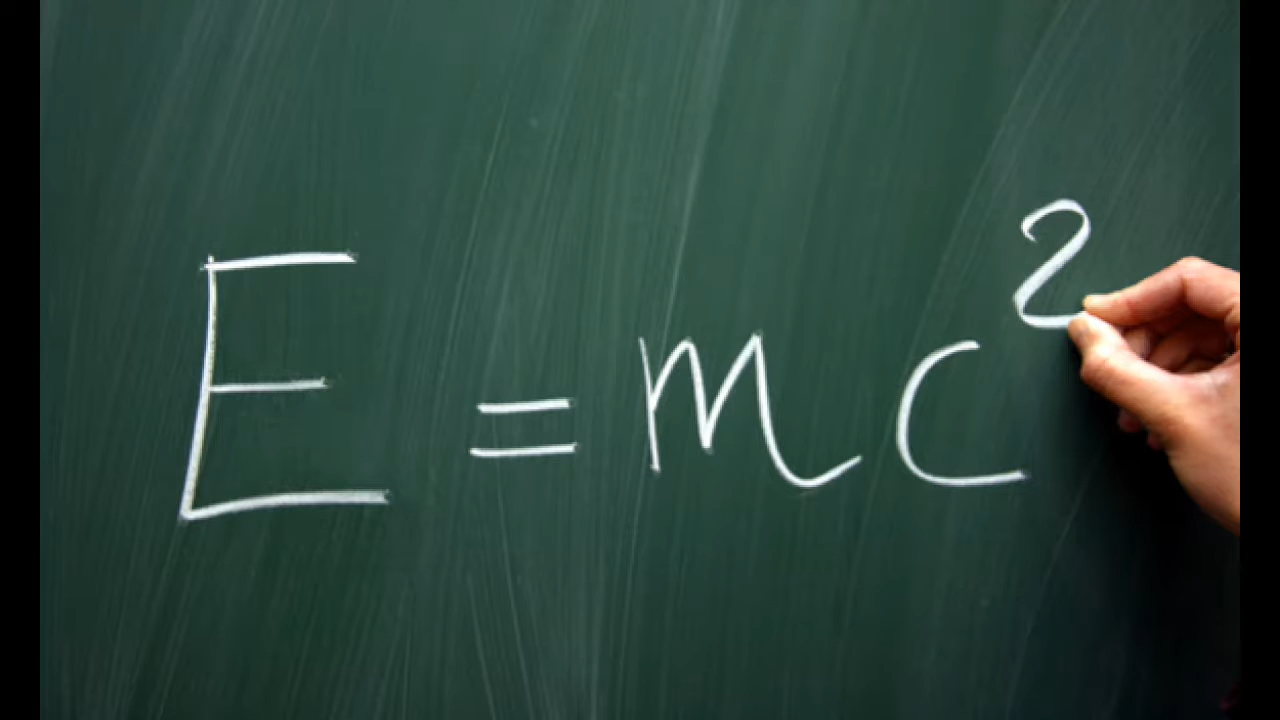 E = mc²